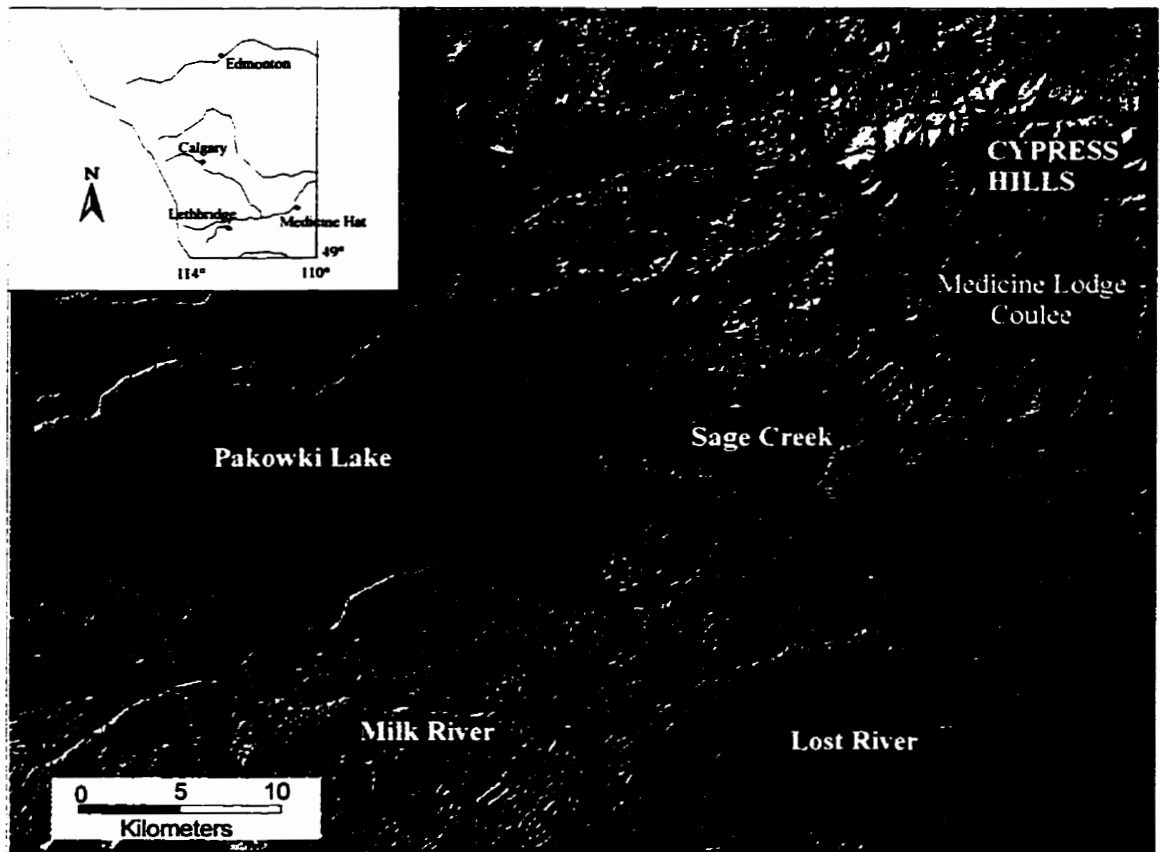 Edmonton
Calgary
N
Lethbridge
Medicine Hat
49°
114°
110°
CYPRESS
HILLS
Medicine Lodge
Coulee
Sage Creek
Pakowki Lake
Milk River
Lost River
0 5 10
Kilometers